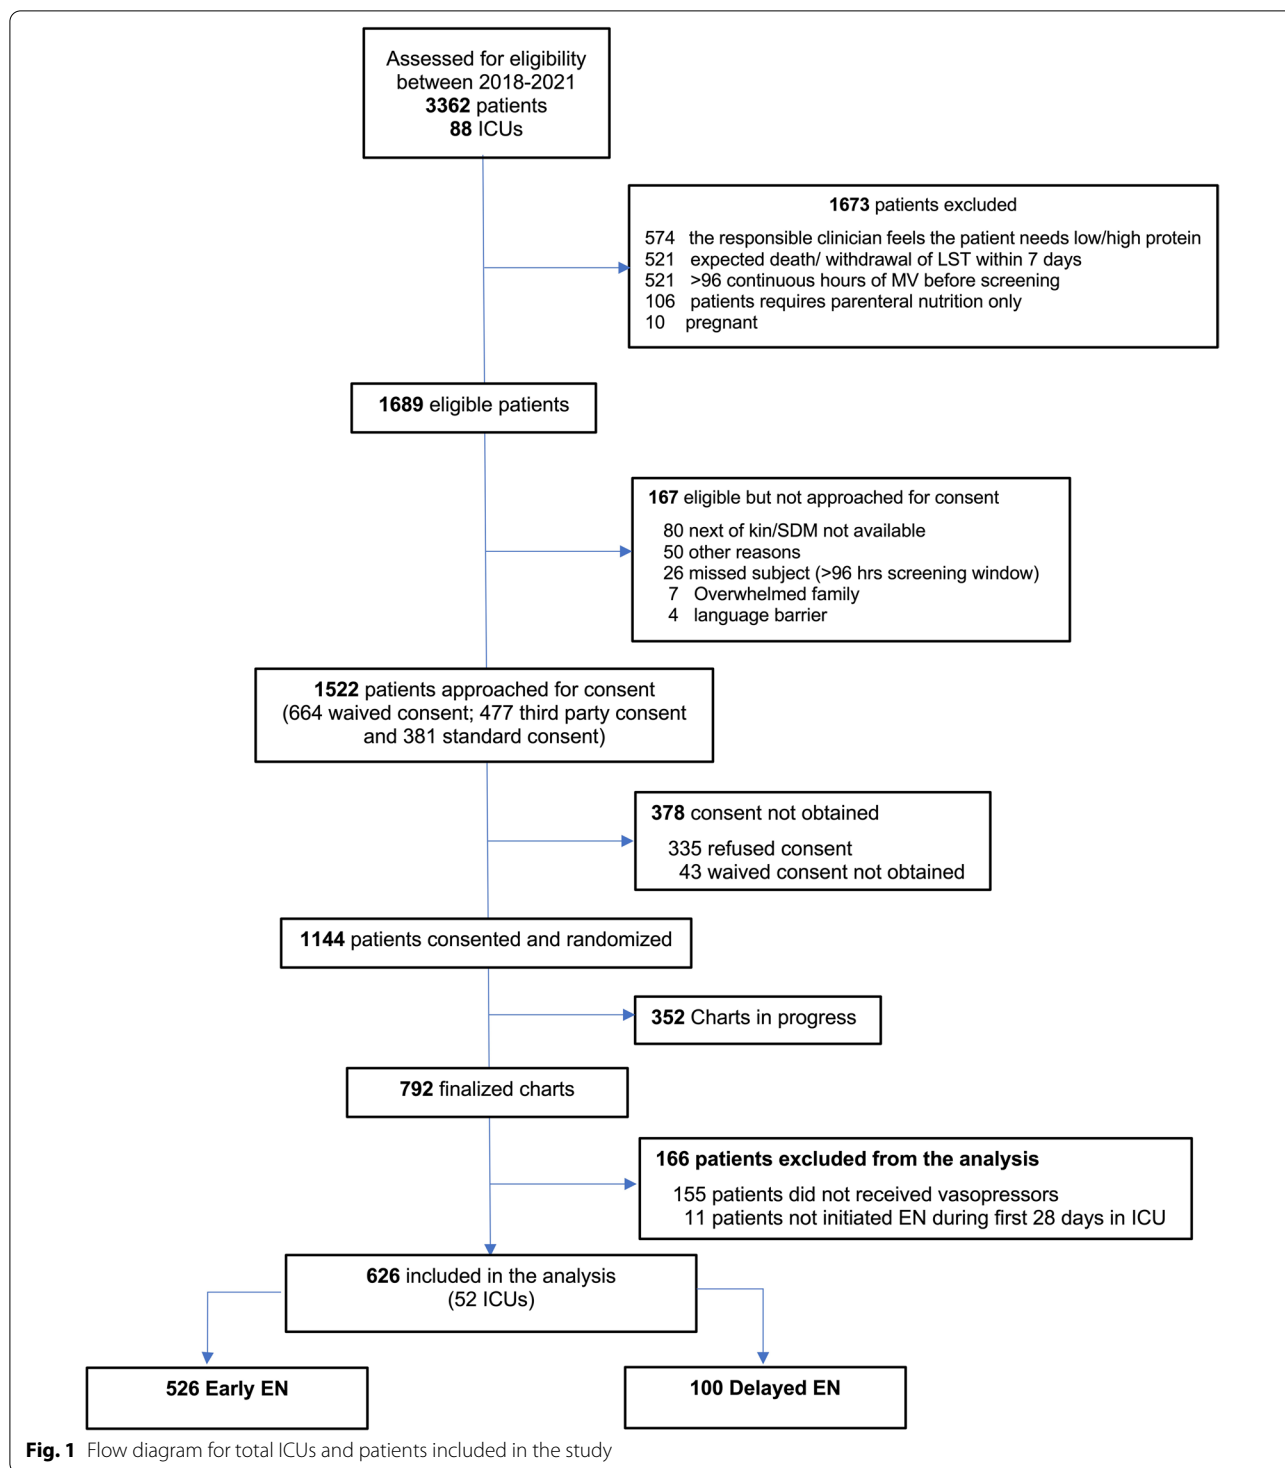 Assessed for eligibility
between 2018-2021
3362 patients
88 ICUs
1673 patients excluded
574 the responsible clinician feels the patient needs low/high protein
521 expected death/ withdrawal of LST within 7 days
521 >96 continuous hours of MV before screening
106 patients requires parenteral nutrition only
10 pregnant
1689 eligible patients
167 eligible but not approached for consent
80 next of kin/SDM not available
50 other reasons
26 missed subject (>96 hrs screening window)
7 Overwhelmed family
4 language barrier
1522 patients approached for consent
(664 waived consent; 477 third party consent
and 381 standard consent)
378 consent not obtained
335 refused consent
43 waived consent not obtained
1144 patients consented and randomized
352 Charts in progress
792 finalized charts
166 patients excluded from the analysis
155 patients did not received vasopressors
11 patients not initiated EN during first 28 days in ICU
626 included in the analysis
(52 ICUs)
526 Early EN
100 Delayed EN
Fig. 1 Flow diagram for total ICUs and patients included in the study